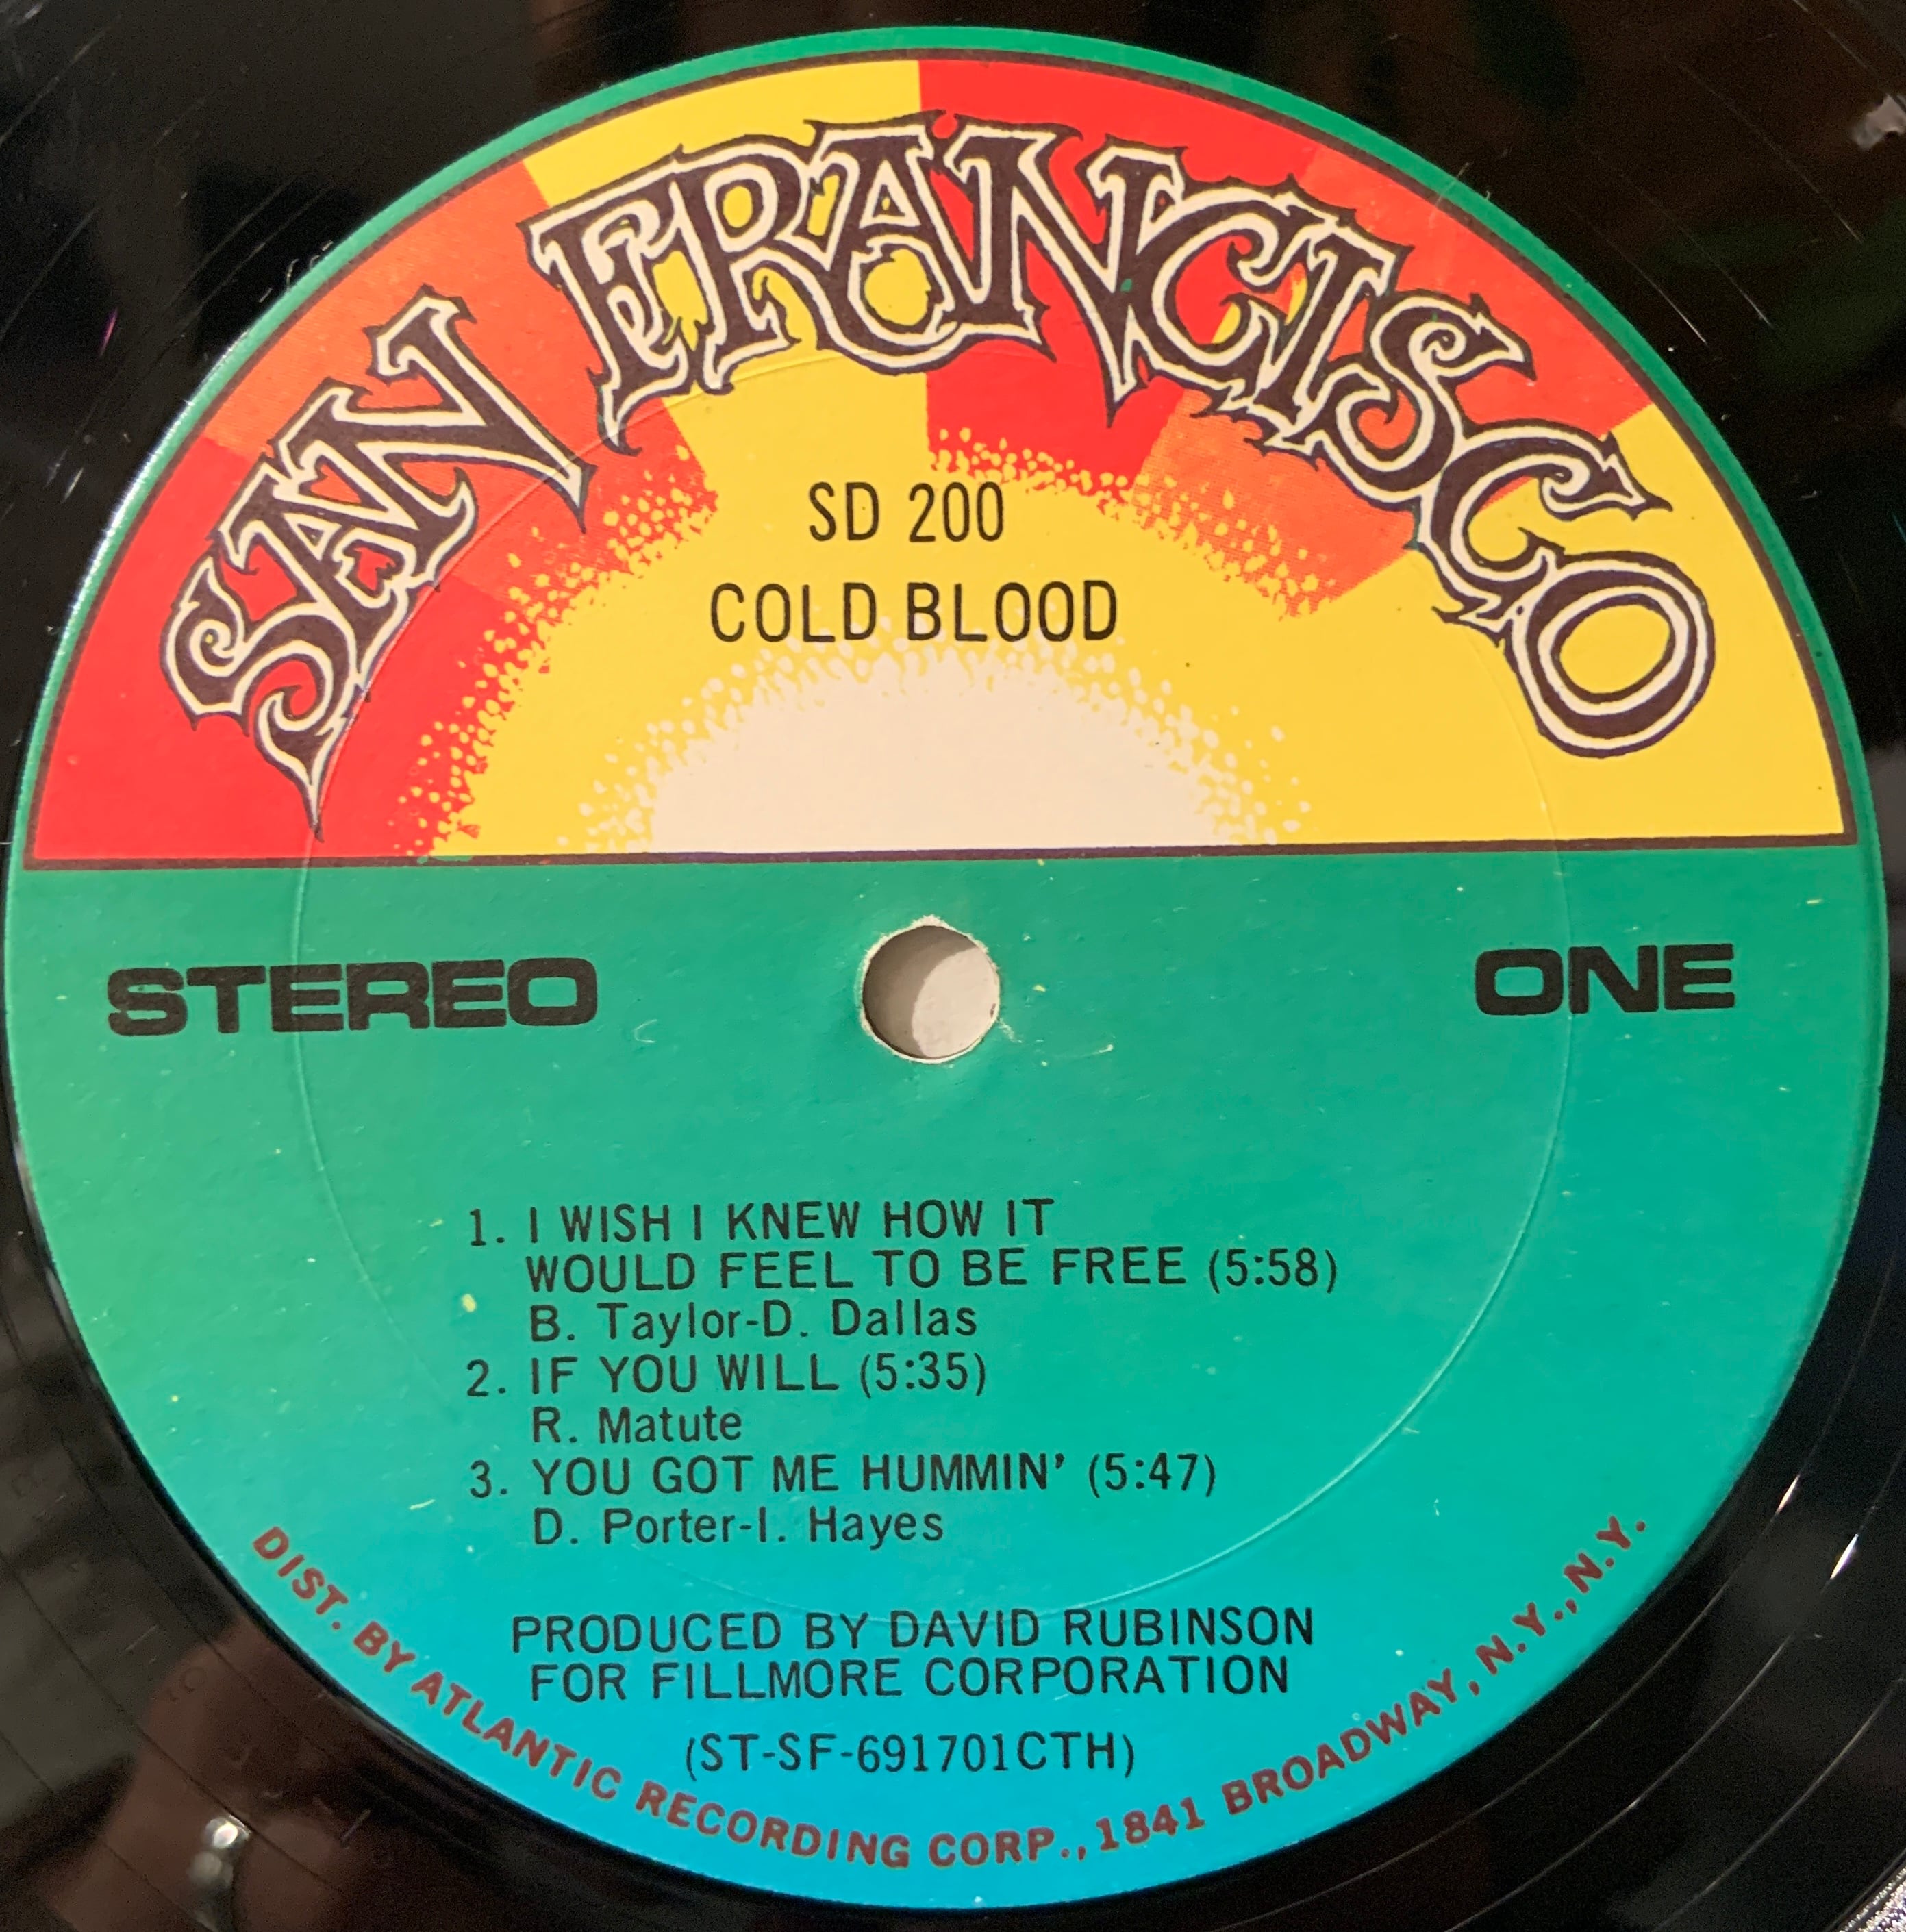 SAN FRANCISCO
SD 200
COLD BLOOD
STEREO
ONE
1. I WISH I KNEW HOW IT
WOULD FEEL TO BE FREE (5:58)
B. Taylor-D. Dallas
2. IF YOU WILL (5:35)
R. Matute
3. YOU GOT ME HUMMIN' (5:47)
D. Porter-I. Hayes
PRODUCED BY DAVID RUBINSON
FOR FILLMORE CORPORATION
(ST-SF-691701CTH)
DIST. BY ATLANTIC RECORDING CORP., 1841 BROADWAY, N.Y., N.Y.